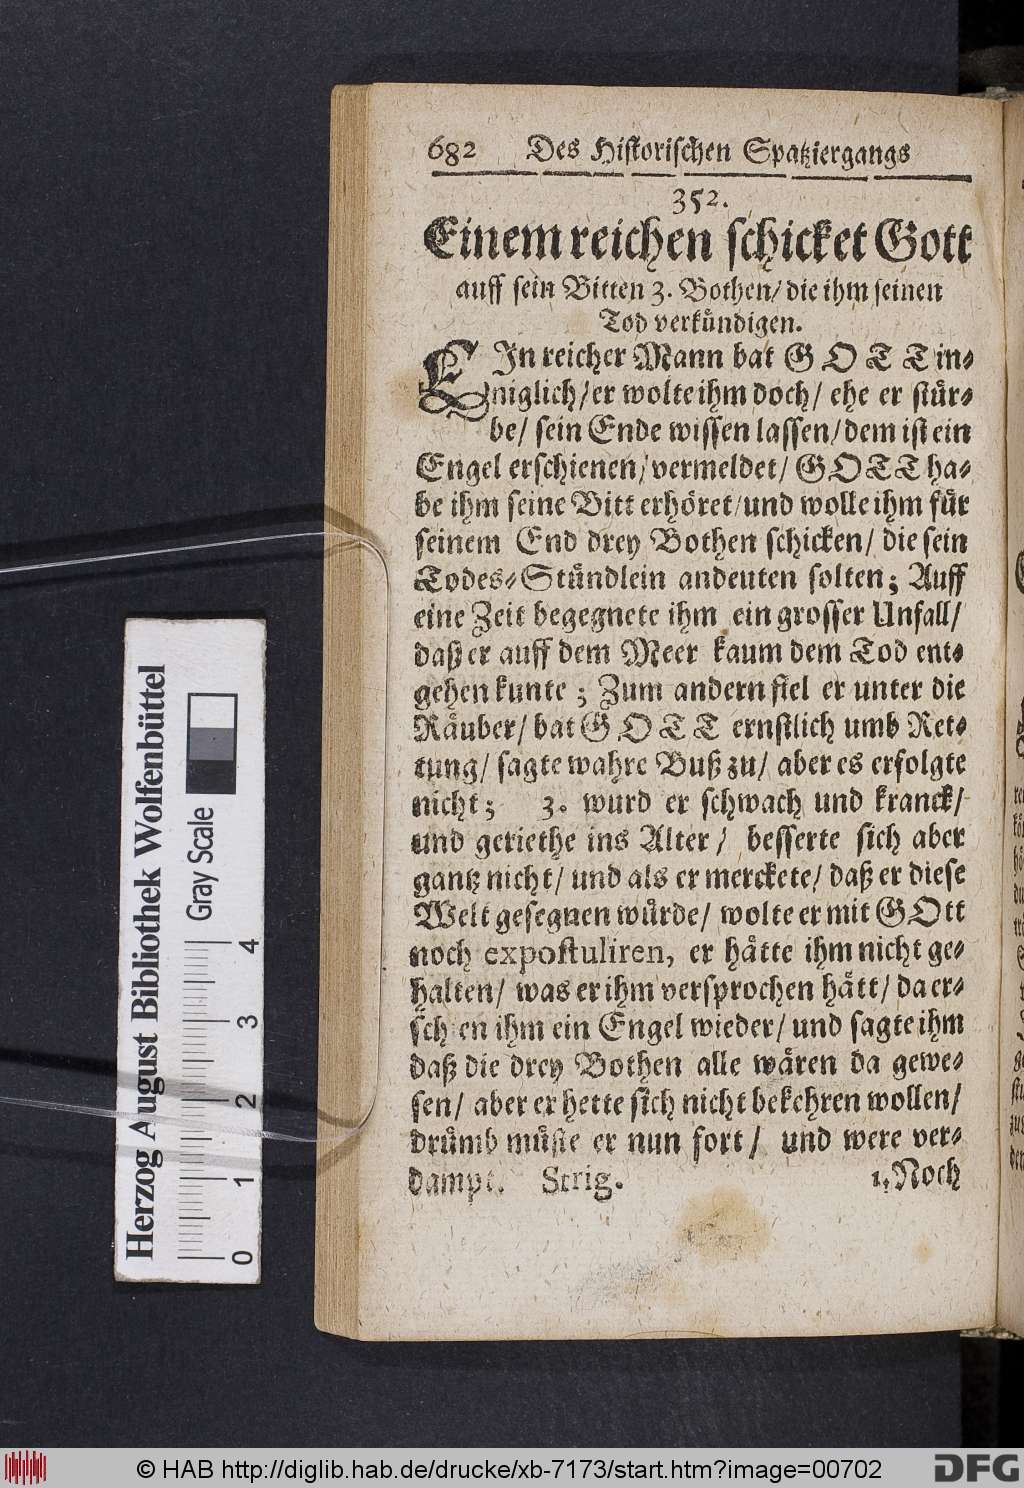 682 Des Historischen Spatziergangs
352.
Einem reichen schicket Gott
auff sein Bitten 3. Bothen/ die ihm seinen
Tod verkündigen.
EIn reicher Mann bat GOTT in-
niglich/ er wolte ihm doch/ ehe er stür-
be/ sein Ende wissen lassen/ dem ist ein
Engel erschienen/ vermeldet/ GOTT ha-
be ihm seine Bitt erhöret/ und wolle ihm für
seinem End drey Bothen schicken/ die sein
Todes-Stündlein andeuten solten; Auff
eine Zeit begegnete ihm ein grosser Unfall/
daß er auff dem Meer kaum dem Tod ent-
gehen kunte; Zum andern fiel er unter die
Räuber/ bat GOTT ernstlich umb Ret-
tung/ sagte wahre Buß zu/ aber es erfolgte
nicht; 3. wurd er schwach und kranck/
und geriethe ins Alter/ besserte sich aber
gantz nicht/ und als er merckete/ daß er diese
Welt gesegnen würde/ wolte er mit GOtt
noch expostuliren, er hätte ihm nicht ge-
halten/ was er ihm versprochen hätt/ da er-
sch en ihm ein Engel wieder/ und sagte ihm
daß die drey Bothen alle wären da gewe-
sen/ aber er hette sich nicht bekehren wollen/
drümb müste er nun fort/ und were ver-
dampt. Strig.
1. Noch
Herzog August Bibliothek Wolfenbüttel
Gray Scale
0 1 2 3 4
© HAB http://diglib.hab.de/drucke/xb-7173/start.htm?image=00702
DFG